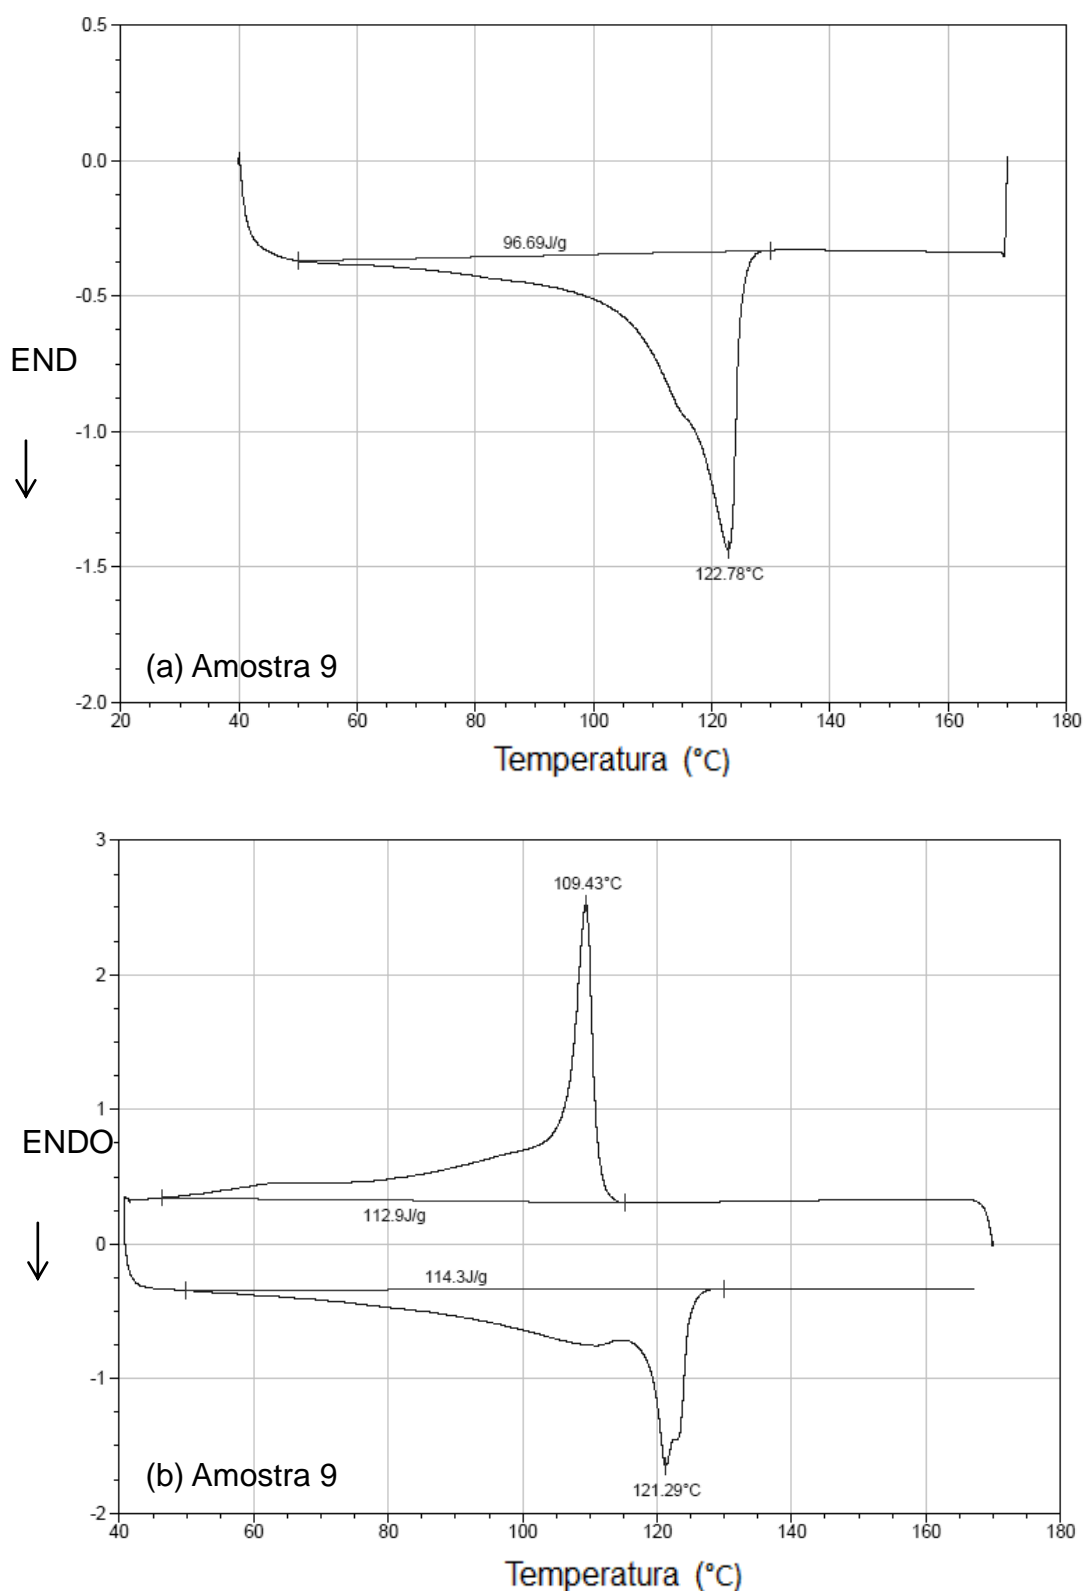 0.5
0.0
96.69J/g
-0.5
END
-1.0
-1.5
122.78°C
(a) Amostra 9
-2.0
20 40 60 80 100 120 140 160 180
Temperatura (°C)
3
109.43°C
2
1
ENDO
112.9J/g
0
114.3J/g
-1
(b) Amostra 9
121.29°C
-2
40 60 80 100 120 140 160 180
Temperatura (°C)